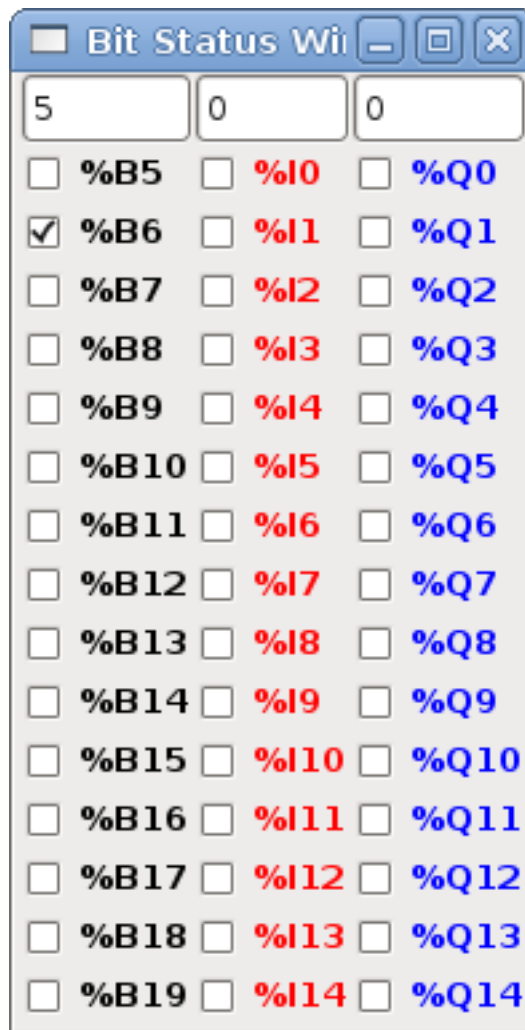 Bit Status Wi
5 0 0
%B5 %I0 %Q0
%B6 %I1 %Q1
%B7 %I2 %Q2
%B8 %I3 %Q3
%B9 %I4 %Q4
%B10 %I5 %Q5
%B11 %I6 %Q6
%B12 %I7 %Q7
%B13 %I8 %Q8
%B14 %I9 %Q9
%B15 %I10 %Q10
%B16 %I11 %Q11
%B17 %I12 %Q12
%B18 %I13 %Q13
%B19 %I14 %Q14